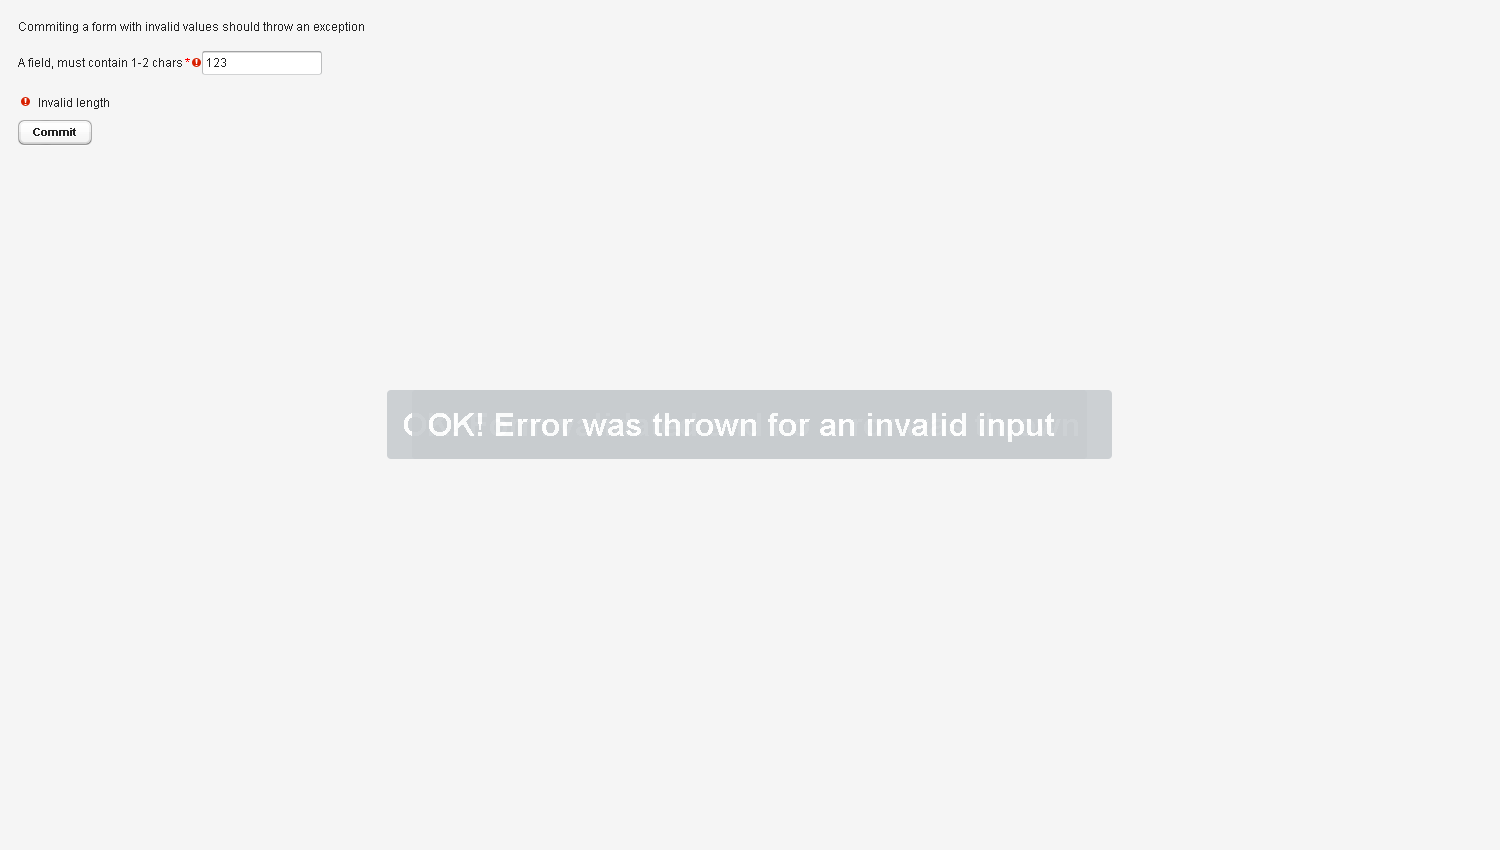 Commiting a form with invalid values should throw an exception
A field, must contain 1-2 chars * 123
Invalid length
Commit
OK! Error was thrown for an invalid input